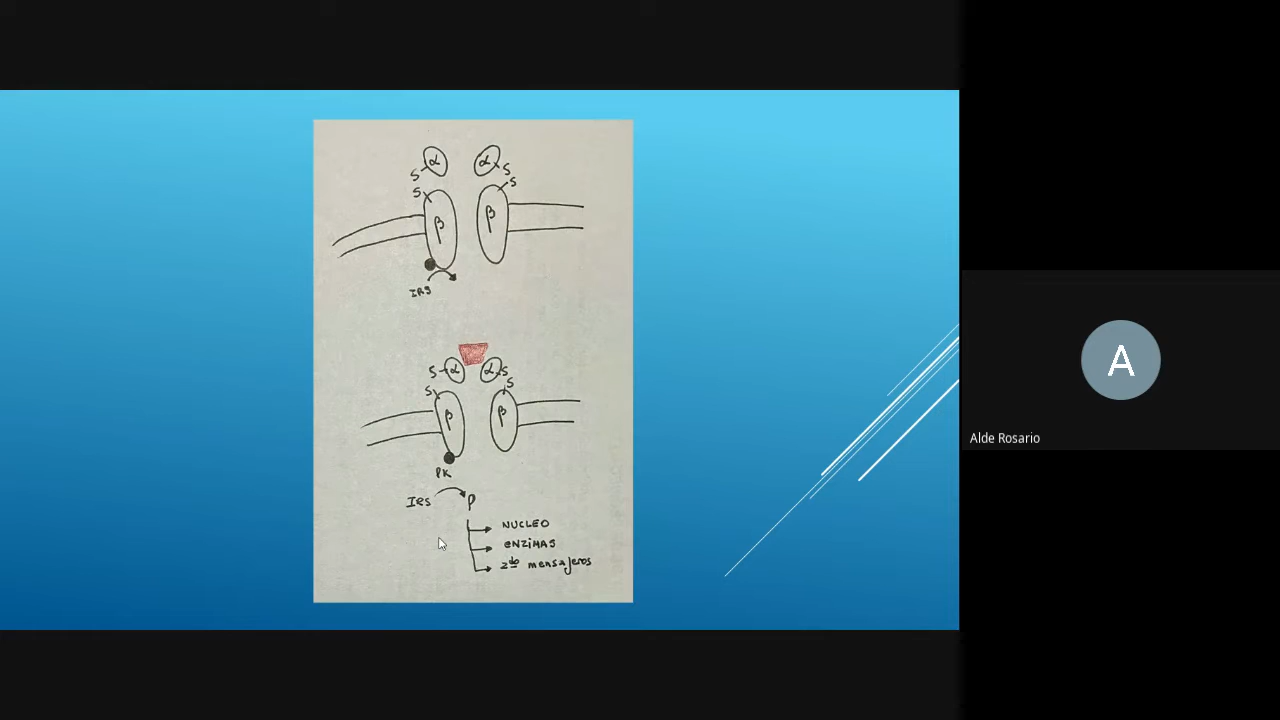 α α
S S
S S
β β
IRS
S α α S
S S
β β
PK
IRS P
NUCLEO
enzimas
2do mensajeros
A
Alde Rosario